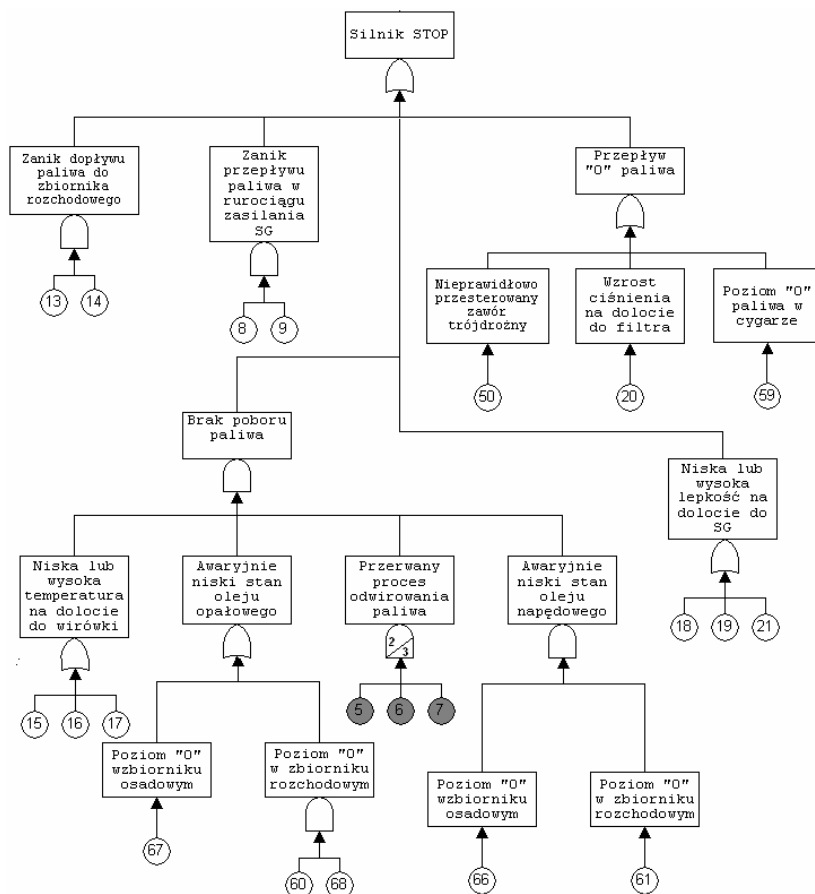 Silnik STOP
Zanik dopływu
paliwa do
zbiornika
rozchodowego
Zanik
przepływu
paliwa w
rurociągu
zasilania
SG
Przepływ
"0" paliwa
13
14
8
9
Nieprawidłowo
przesterowany
zawór
trójdrożny
Wzrost
ciśnienia
na dolocie
do filtra
Poziom "0"
paliwa w
cygarze
50
20
59
Brak poboru
paliwa
Niska lub
wysoka
lepkość na
dolocie do
SG
Niska lub
wysoka
temperatura
na dolocie
do wirówki
Awaryjnie
niski stan
oleju
opałowego
Przerwany
proces
odwirowania
paliwa
Awaryjnie
niski stan
oleju
napędowego
18
19
21
2/3
15
16
17
5
6
7
Poziom "0"
wzbiorniku
osadowym
Poziom "0"
w zbiorniku
rozchodowym
Poziom "0"
wzbiorniku
osadowym
Poziom "0"
w zbiorniku
rozchodowym
67
60
68
66
61